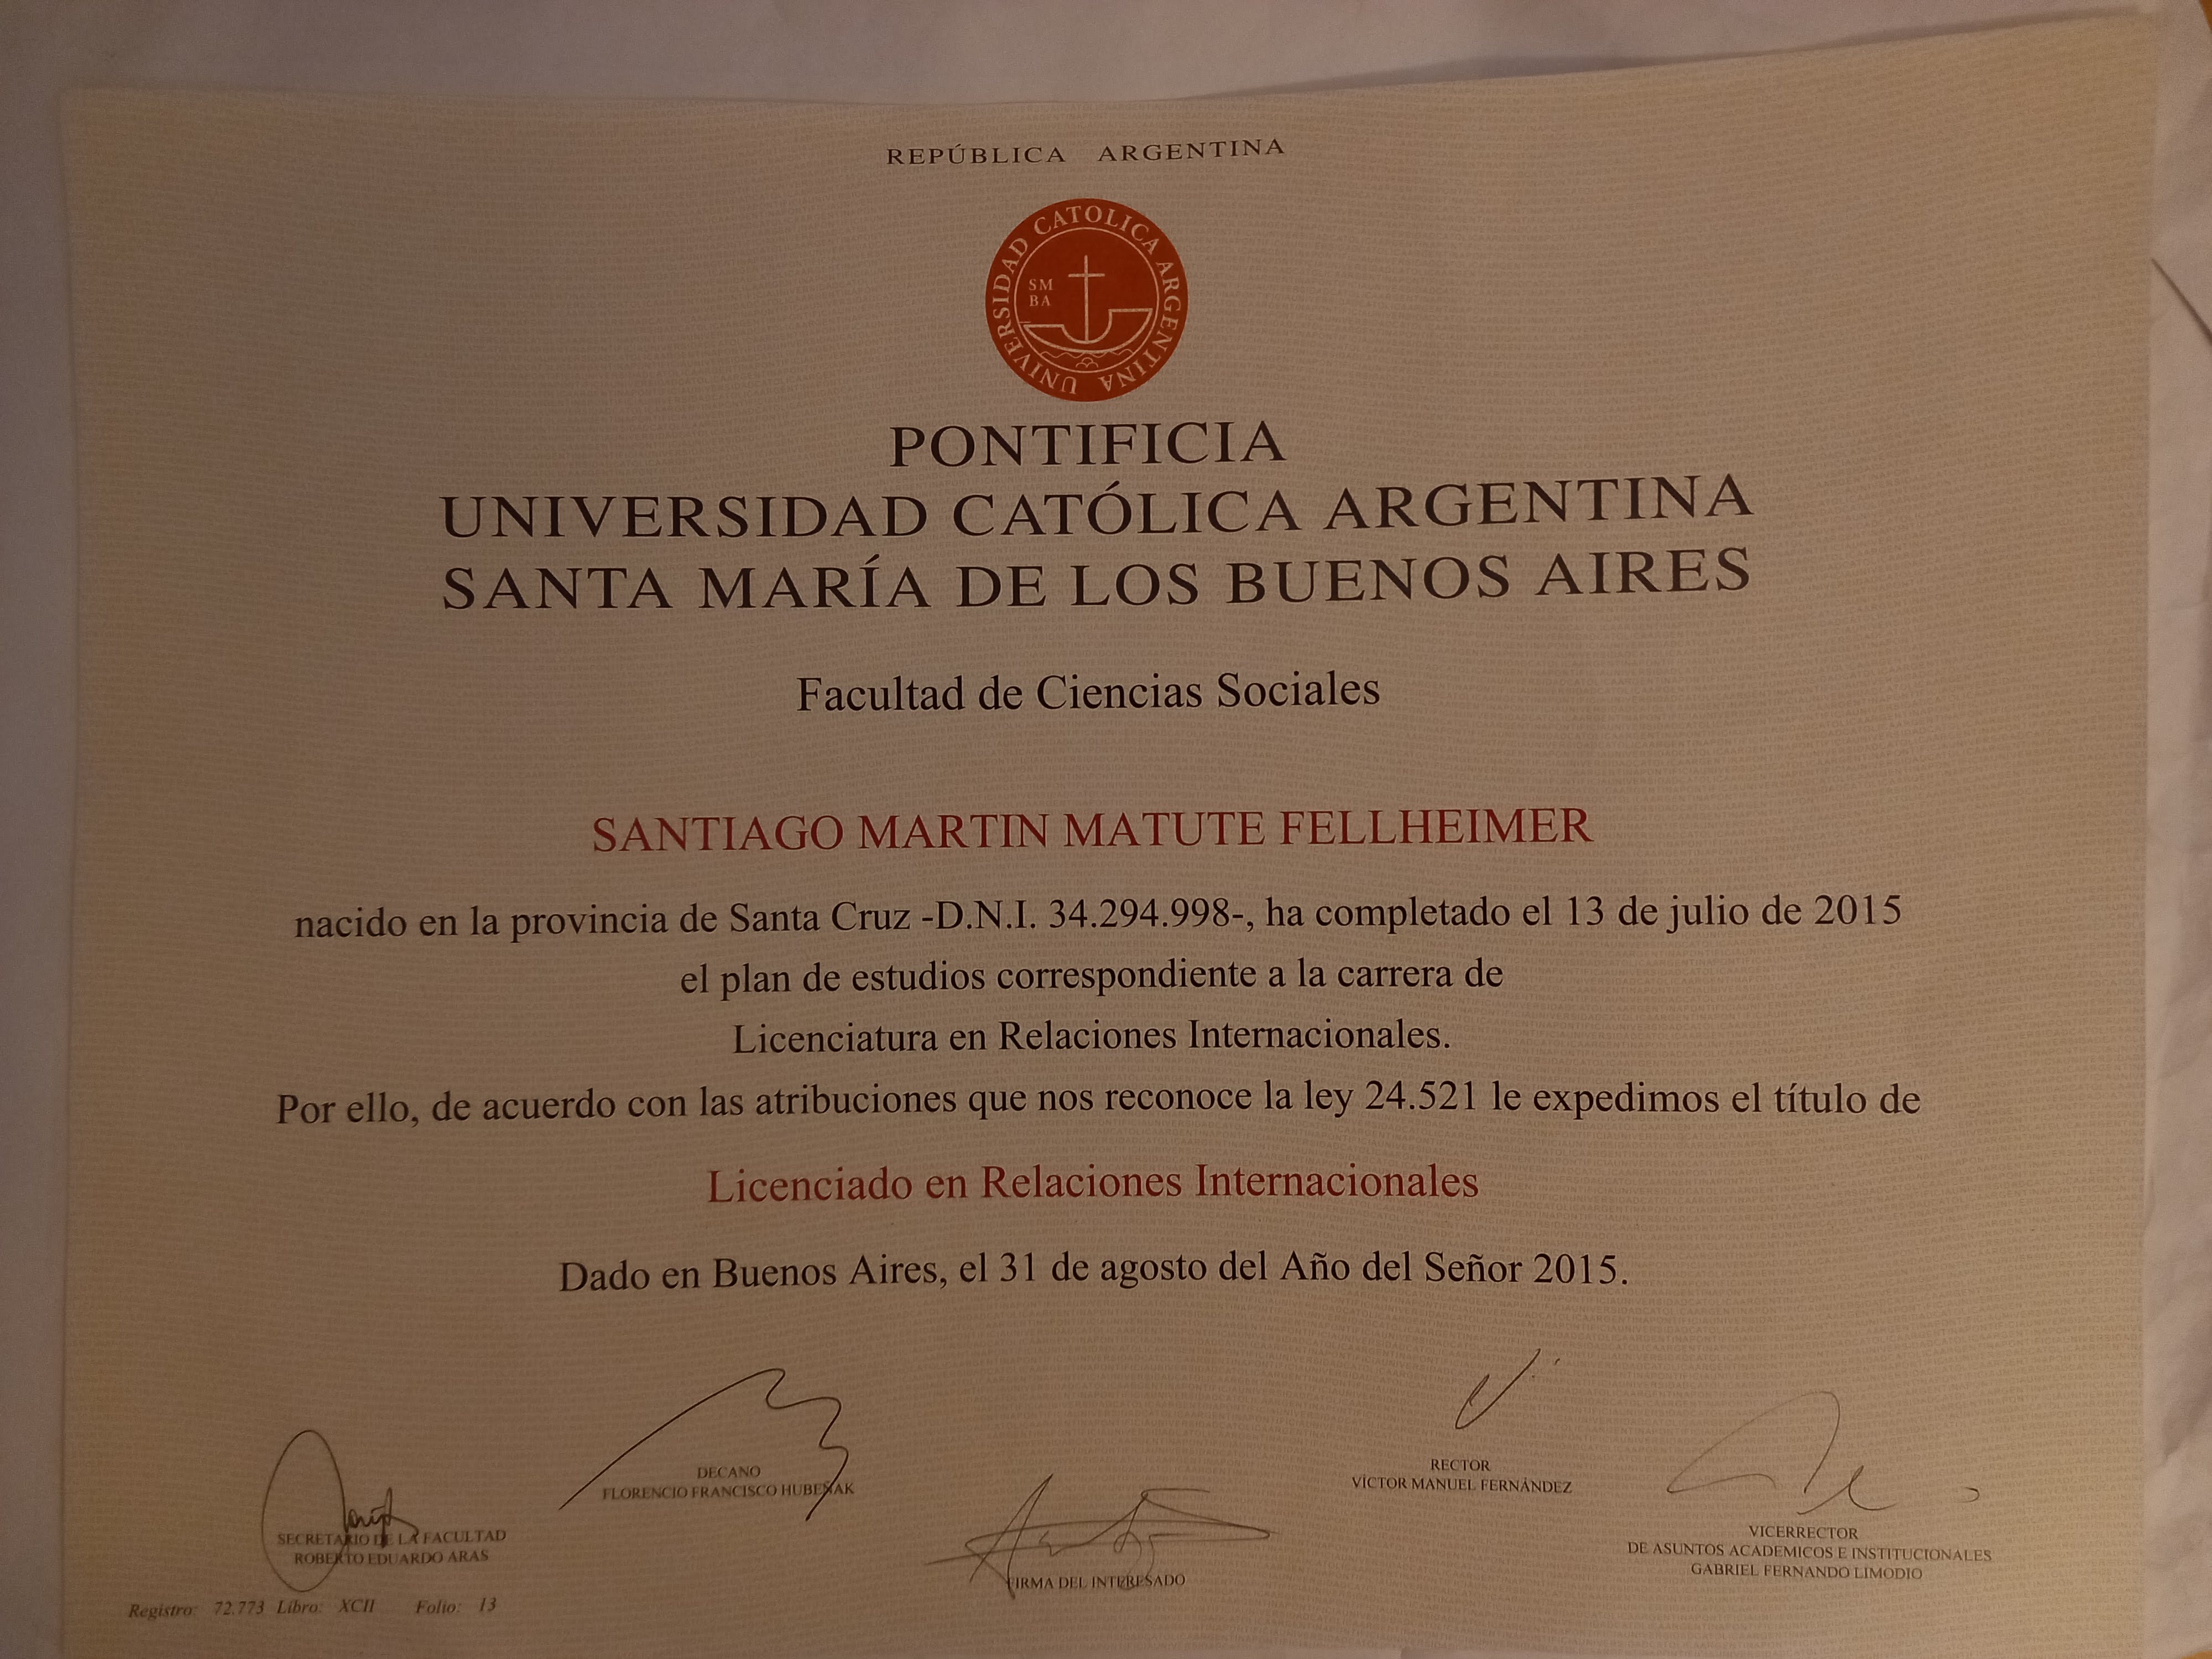 REPÚBLICA ARGENTINA
UNIVERSIDAD CATOLICA ARGENTINA
SM
BA
PONTIFICIA
UNIVERSIDAD CATÓLICA ARGENTINA
SANTA MARÍA DE LOS BUENOS AIRES
Facultad de Ciencias Sociales
SANTIAGO MARTIN MATUTE FELLHEIMER
nacido en la provincia de Santa Cruz -D.N.I. 34.294.998-, ha completado el 13 de julio de 2015
el plan de estudios correspondiente a la carrera de
Licenciatura en Relaciones Internacionales.
Por ello, de acuerdo con las atribuciones que nos reconoce la ley 24.521 le expedimos el título de
Licenciado en Relaciones Internacionales
Dado en Buenos Aires, el 31 de agosto del Año del Señor 2015.
SECRETARIO DE LA FACULTAD
ROBERTO EDUARDO ARAS
DECANO
FLORENCIO FRANCISCO HUBEÑAK
FIRMA DEL INTERESADO
RECTOR
VÍCTOR MANUEL FERNÁNDEZ
VICERRECTOR
DE ASUNTOS ACADEMICOS E INSTITUCIONALES
GABRIEL FERNANDO LIMODIO
Registro: 72.773 Libro: XCII Folio: 13